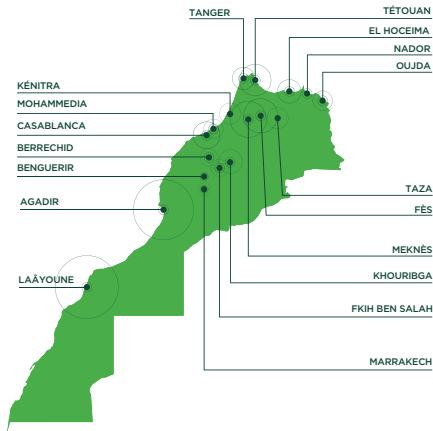 TANGER
TÉTOUAN
EL HOCEIMA
NADOR
OUJDA
KÉNITRA
MOHAMMEDIA
CASABLANCA
BERRECHID
BENGUERIR
AGADIR
TAZA
FÈS
MEKNÈS
KHOURIBGA
LAÂYOUNE
FKIH BEN SALAH
MARRAKECH